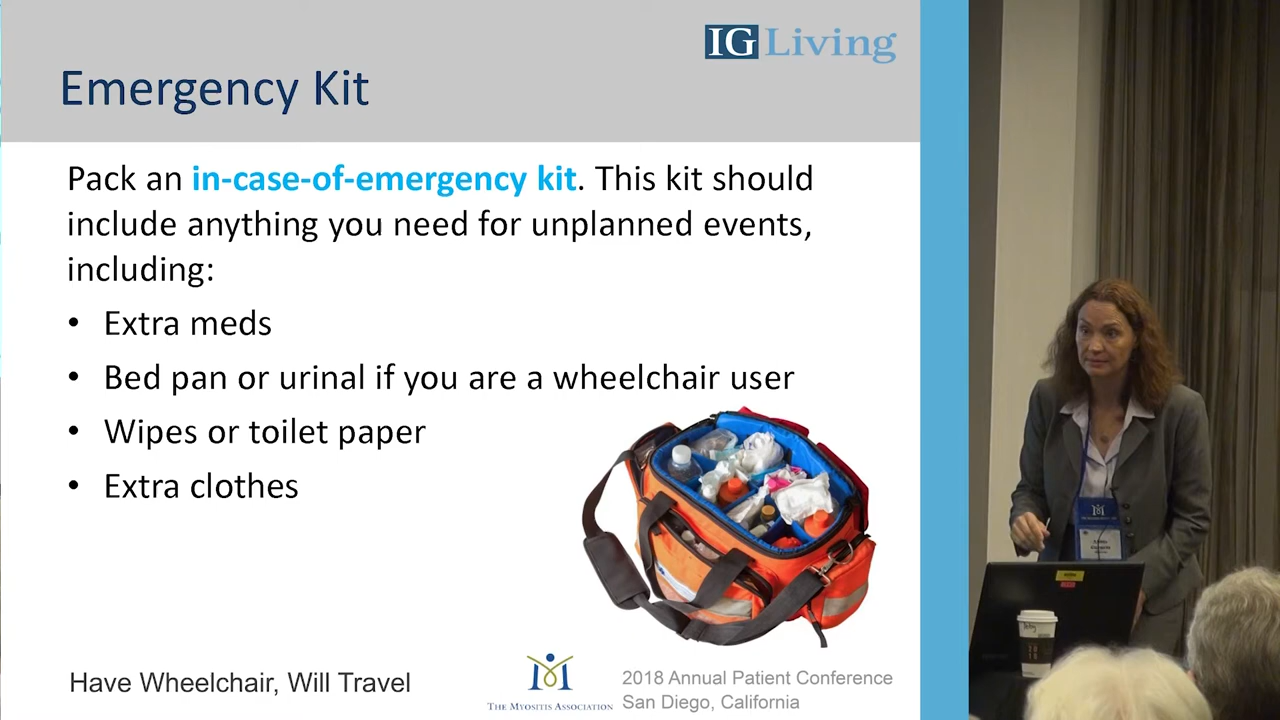 IG Living
Emergency Kit
Pack an in-case-of-emergency kit. This kit should
include anything you need for unplanned events,
including:
• Extra meds
• Bed pan or urinal if you are a wheelchair user
• Wipes or toilet paper
• Extra clothes
Have Wheelchair, Will Travel
THE MYOSITIS ASSOCIATION
2018 Annual Patient Conference
San Diego, California